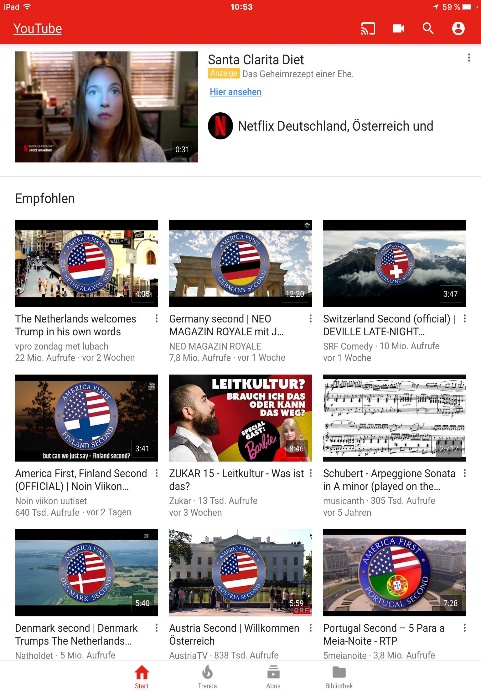 iPad
10:53
59 %
YouTube
Santa Clarita Diet
Anzeige Das Geheimrezept einer Ehe.
Hier ansehen
Netflix Deutschland, Österreich und
0:31
Empfohlen
4:05
12:20
3:47
The Netherlands welcomes
Trump in his own words
vpro zondag met lubach
22 Mio. Aufrufe · vor 2 Wochen
Germany second | NEO
MAGAZIN ROYALE mit J...
NEO MAGAZIN ROYALE
7,8 Mio. Aufrufe · vor 1 Woche
Switzerland Second (official) |
DEVILLE LATE-NIGHT...
SRF Comedy · 10 Mio. Aufrufe
vor 1 Woche
AMERICA FIRST
FINLAND SECOND
but can we just say - Finland second?
3:41
LEITKULTUR?
BRAUCH ICH DAS
ODER KANN
DAS WEG?
SPECIAL
GAST:
Barbie
8:46
America First, Finland Second
(OFFICIAL) | Noin Viikon...
Noin viikon uutiset
640 Tsd. Aufrufe · vor 2 Tagen
ZUKAR 15 - Leitkultur - Was ist
das?
Zukar · 13 Tsd. Aufrufe
vor 3 Wochen
Schubert - Arpeggione Sonata
in A minor (played on the...
musicanth · 305 Tsd. Aufrufe
vor 5 Jahren
AMERICA FIRST
DENMARK SECOND
5:40
5:59
AMERICA FIRST
PORTUGAL SECOND
7:28
Denmark second | Denmark
Trumps The Netherlands...
Natholdet · 5 Mio. Aufrufe
Austria Second | Willkommen
Österreich
AustriaTV · 838 Tsd. Aufrufe
Portugal Second – 5 Para a
Meia-Noite - RTP
5meianoite · 3,8 Mio. Aufrufe
Start
Trends
Abos
Bibliothek